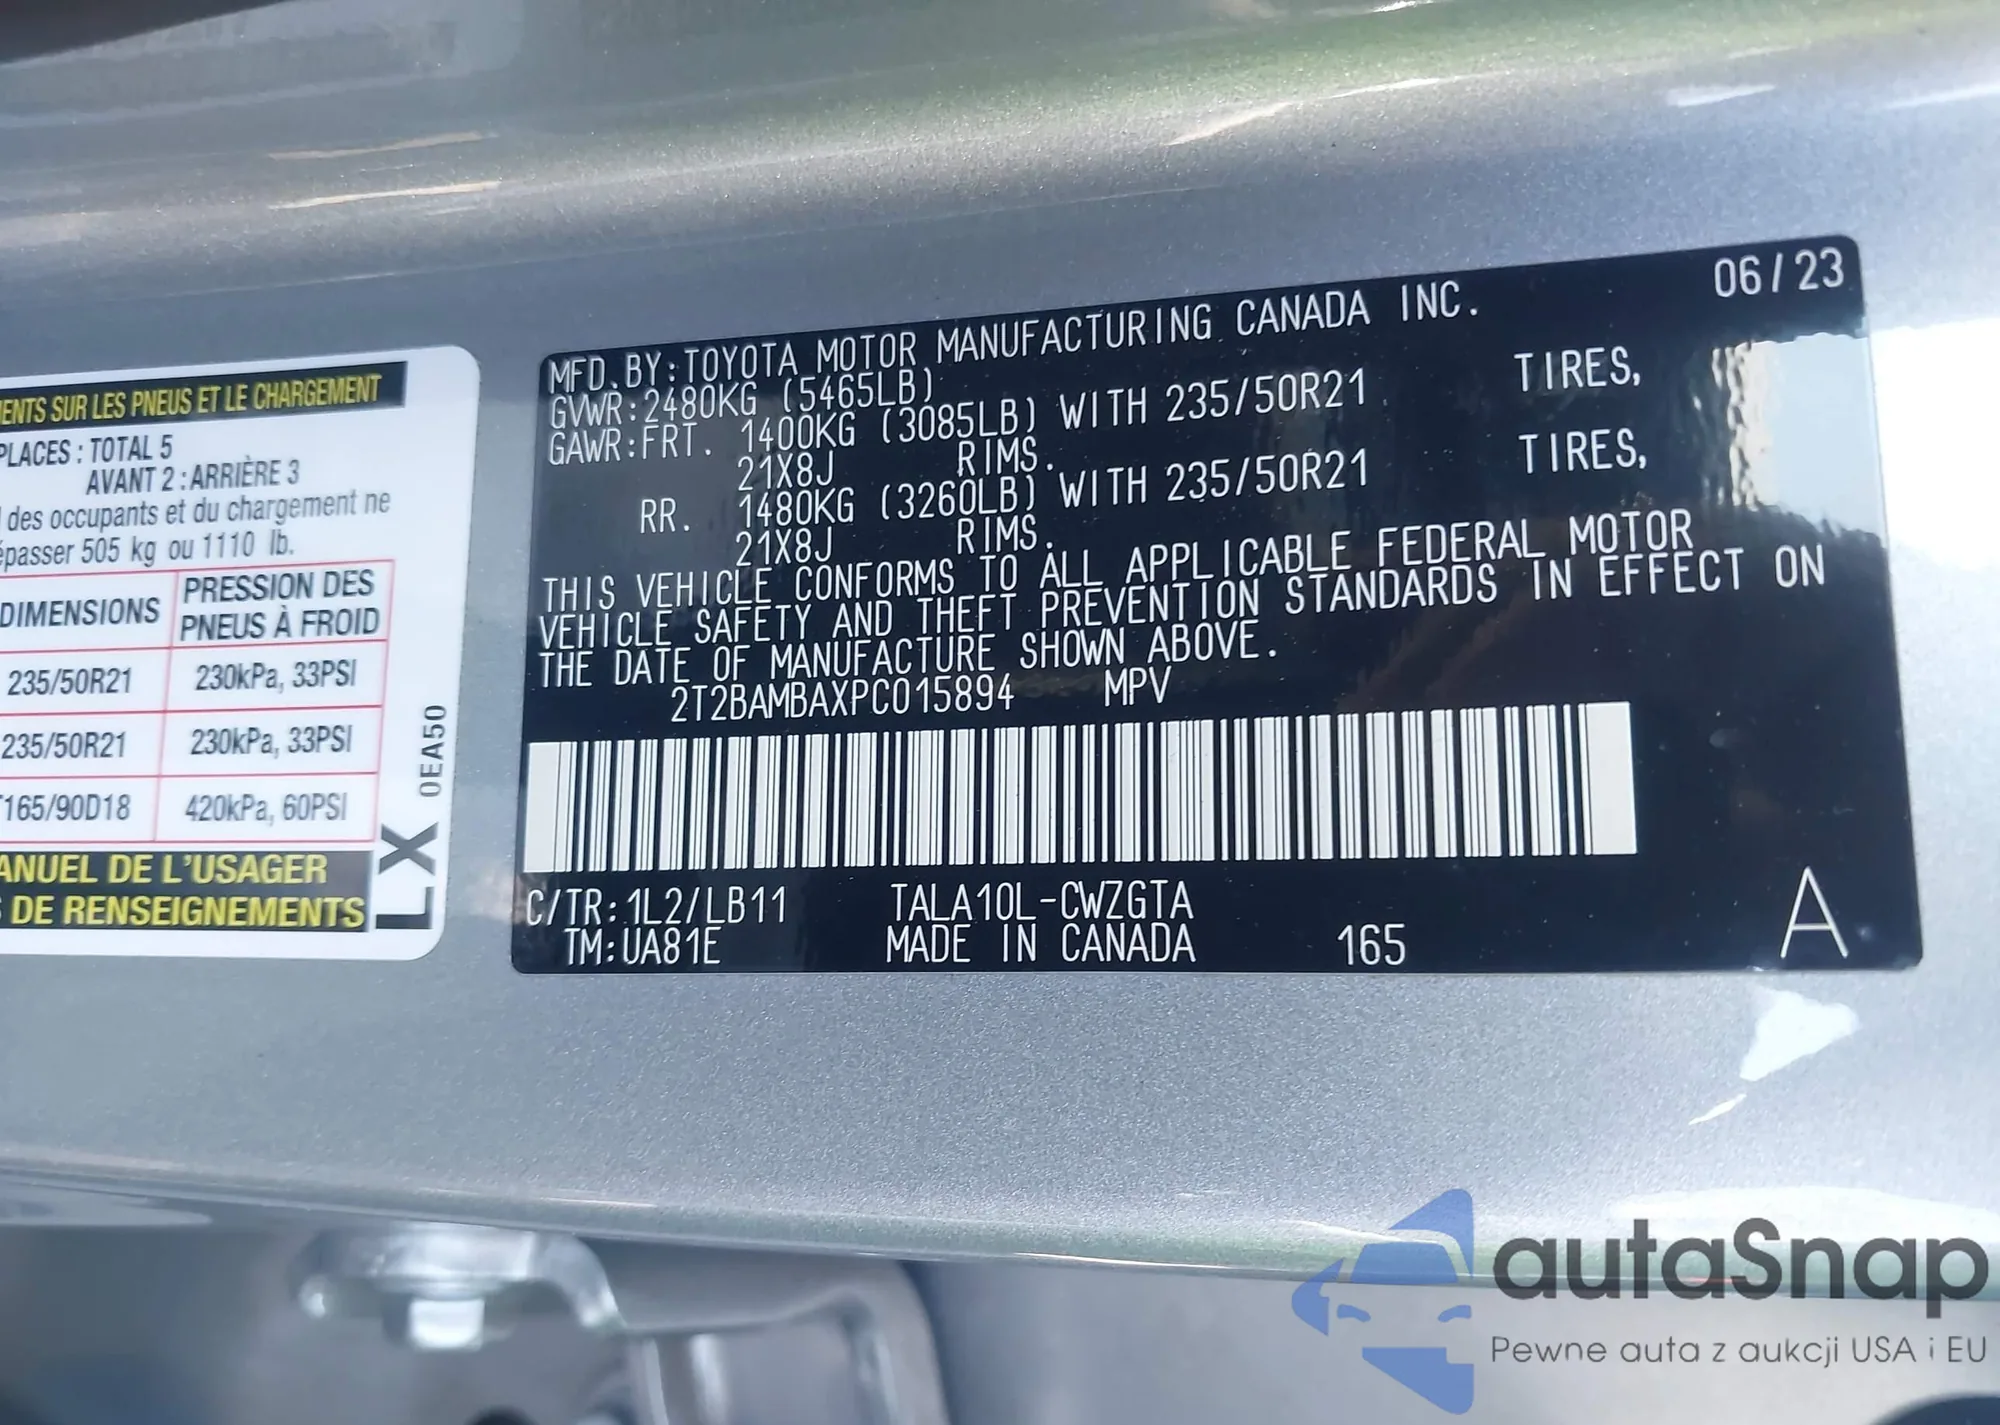 MENTS SUR LES PNEUS ET LE CHARGEMENT
PLACES : TOTAL 5
AVANT 2 : ARRIÈRE 3
des occupants et du chargement ne
épasser 505 kg ou 1110 lb.
DIMENSIONS
PRESSION DES
PNEUS À FROID
235/50R21
230kPa, 33PSI
235/50R21
230kPa, 33PSI
T165/90D18
420kPa, 60PSI
ANUEL DE L'USAGER
DE RENSEIGNEMENTS
LX 0EA50
06/23
MFD.BY:TOYOTA MOTOR MANUFACTURING CANADA INC.
GVWR:2480KG (5465LB)
GAWR:FRT. 1400KG (3085LB) WITH 235/50R21 TIRES,
21X8J RIMS.
RR. 1480KG (3260LB) WITH 235/50R21 TIRES,
21X8J RIMS.
THIS VEHICLE CONFORMS TO ALL APPLICABLE FEDERAL MOTOR
VEHICLE SAFETY AND THEFT PREVENTION STANDARDS IN EFFECT ON
THE DATE OF MANUFACTURE SHOWN ABOVE.
2T2BAMBAXPC015894 MPV
C/TR:1L2/LB11 TALA10L-CWZGTA
TM:UA81E MADE IN CANADA 165 A
autaSnap
Pewne auta z aukcji USA i EU